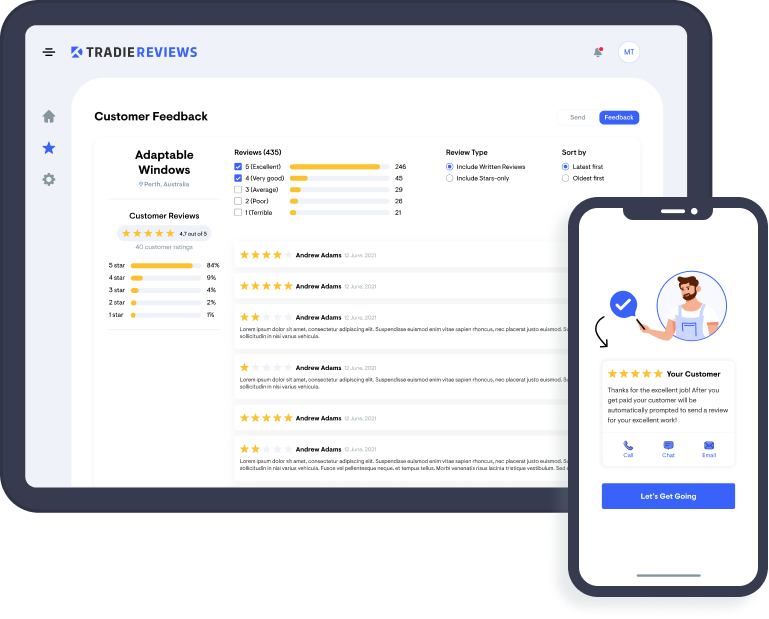 TRADIEREVIEWS
MT
Customer Feedback
Send
Feedback
Adaptable
Windows
Perth, Australia
Customer Reviews
4,7 out of 5
40 customer ratings
5 star 84%
4 star 9%
3 star 4%
2 star 2%
1 star 1%
Reviews (435)
5 (Excellent) 246
4 (Very good) 45
3 (Average) 29
2 (Poor) 26
1 (Terrible 21
Review Type
Include Written Reviews
Include Stars-only
Sort by
Latest first
Oldest first
Andrew Adams 12 June, 2021
Andrew Adams 12 June, 2021
Andrew Adams 12 June, 2021
Lorem ipsum dolor sit amet, consectetur adipiscing elit. Suspendisse euismod enim vitae sapien rhoncus, nec placerat justo euismod.
sollicitudin in nisi varius vehicula.
Andrew Adams 12 June, 2021
Lorem ipsum dolor sit amet, consectetur adipiscing elit. Suspendisse euismod enim vitae sapien rhoncus, nec placerat justo euismod.
sollicitudin in nisi varius vehicula.
Andrew Adams 12 June, 2021
Andrew Adams 12 June, 2021
Lorem ipsum dolor sit amet, consectetur adipiscing elit. Suspendisse euismod enim vitae sapien rhoncus, nec placerat justo euismod.
sollicitudin in nisi varius vehicula. Fusce vel pellentesque neque, et tempus tellus. Morbi venenatis risus lacinia tristique vestibulum. Sed
Your Customer
Thanks for the excellent job! After you
get paid your customer will be
automatically prompted to send a review
for your excellent work!
Call
Chat
Email
Let's Get Going